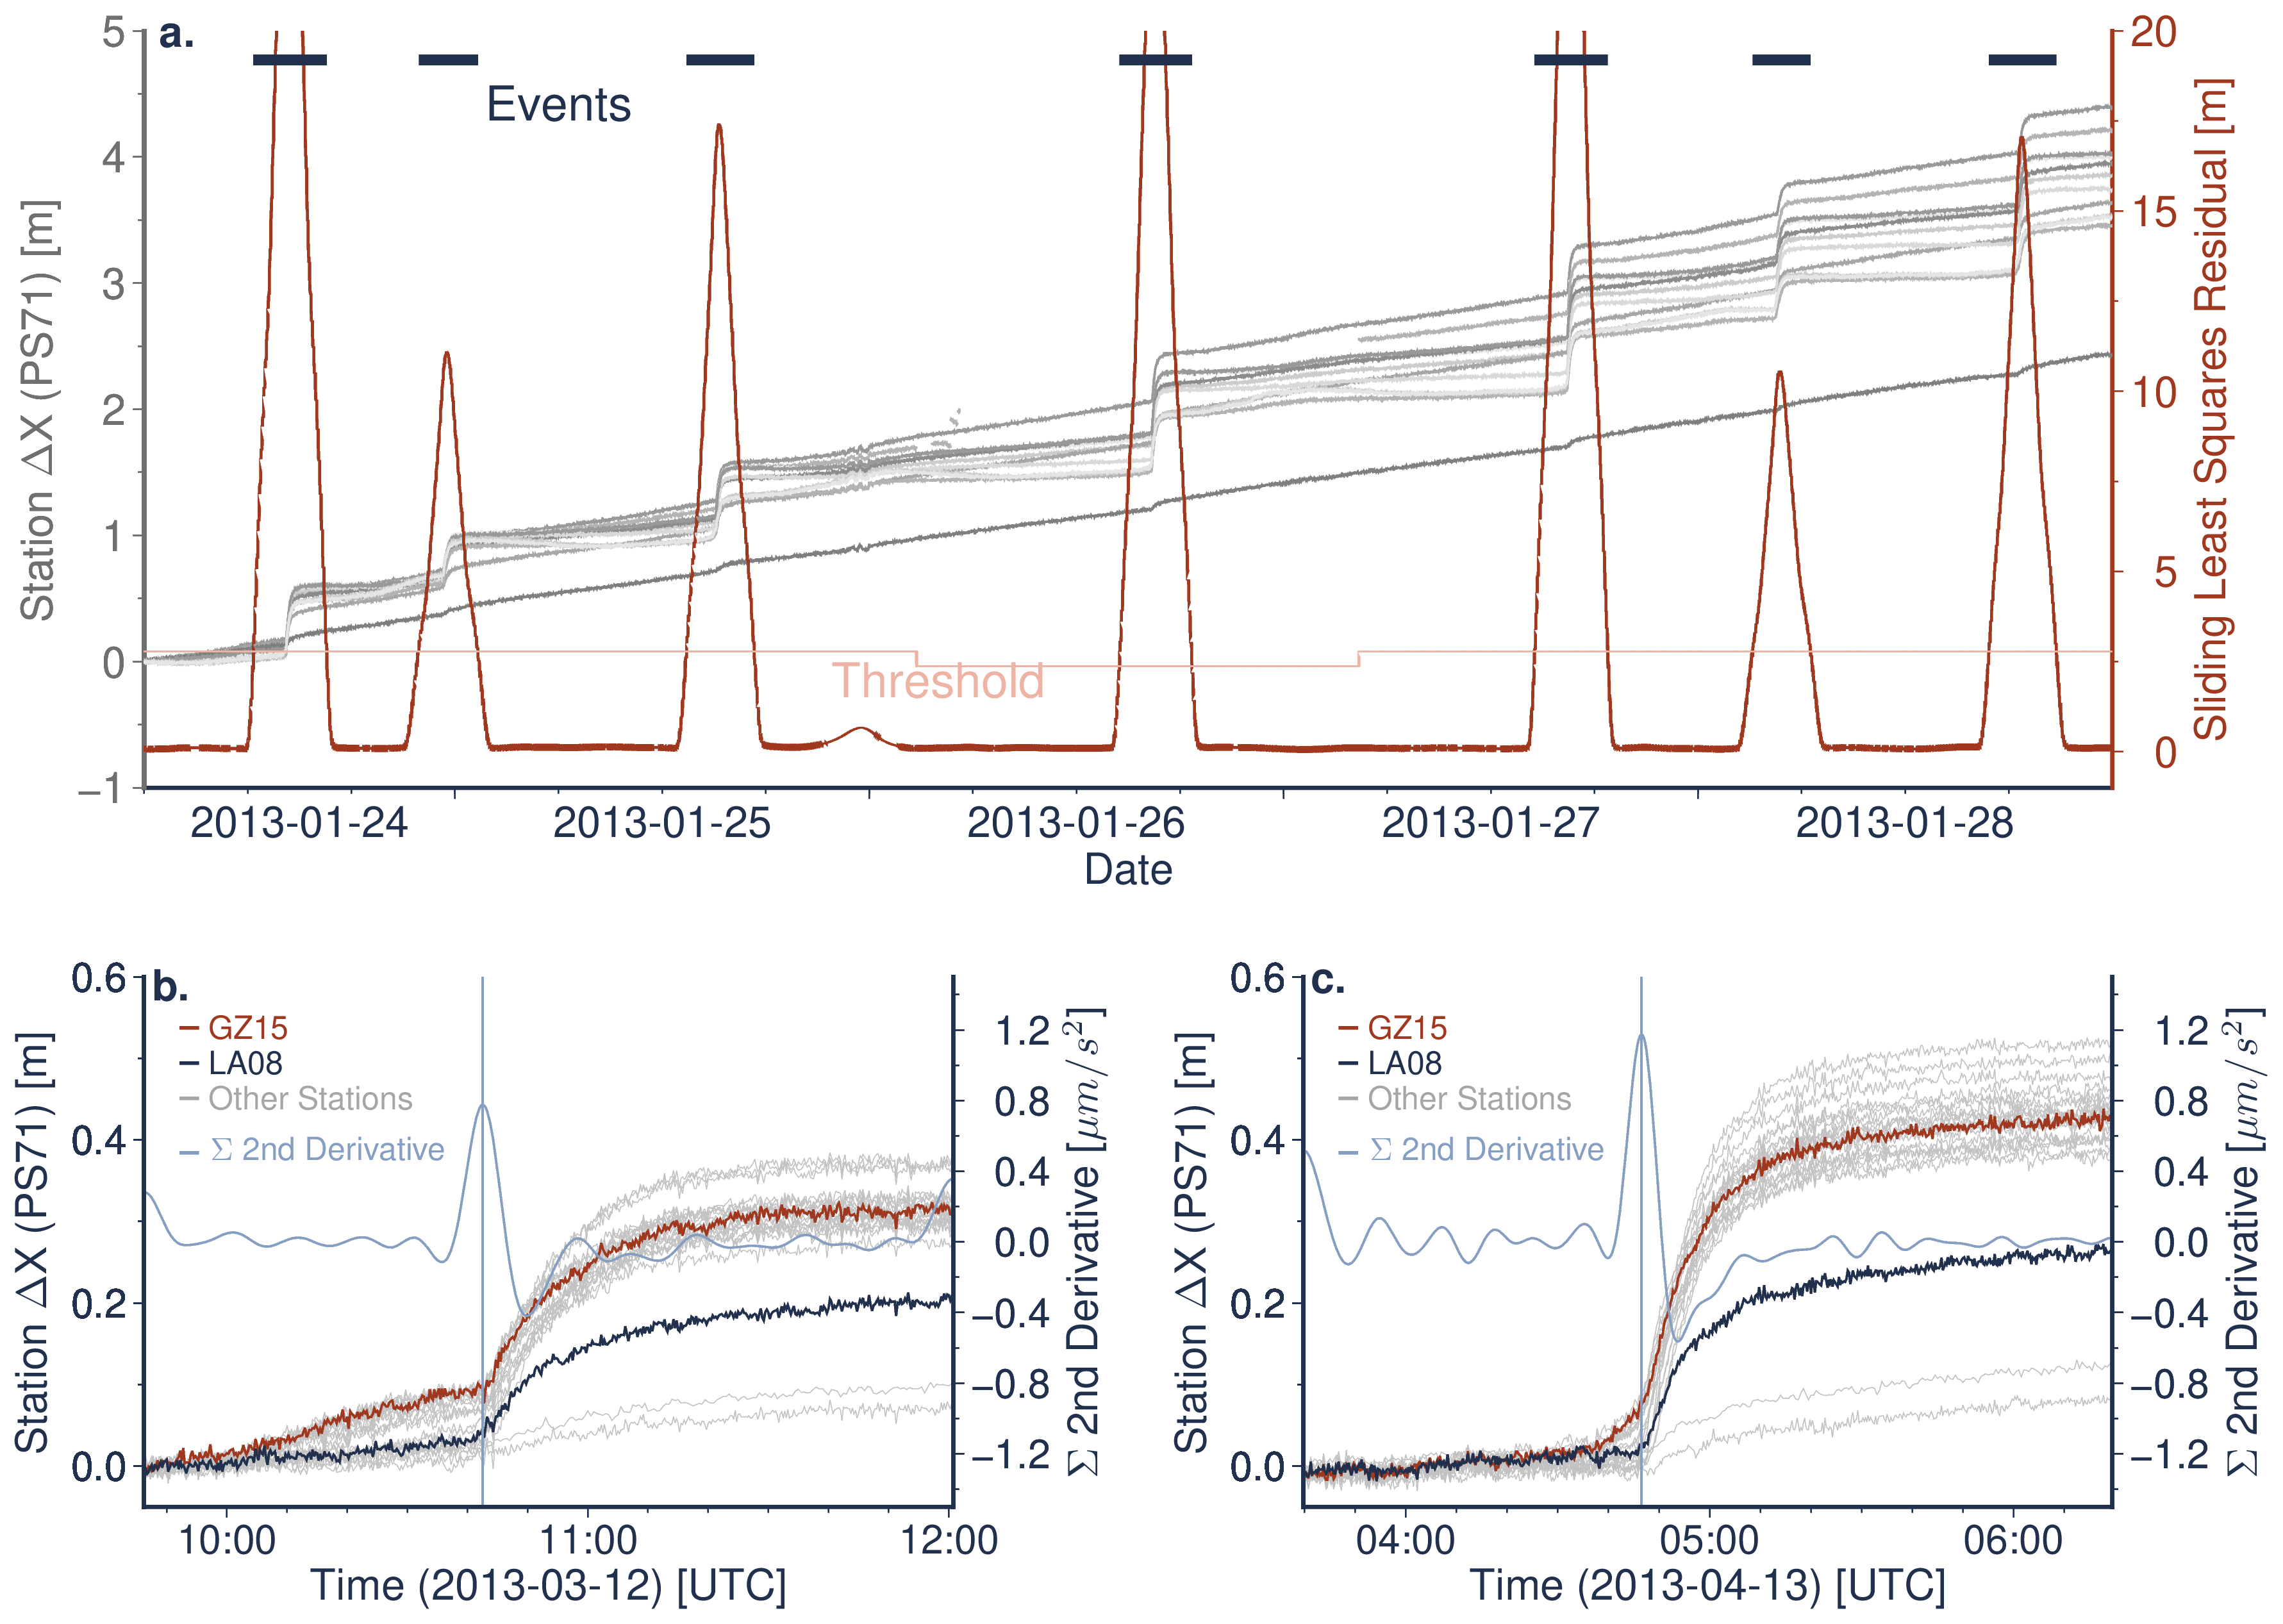 a.
Events
Threshold
5
4
3
2
1
0
−1
Station ΔX (PS71) [m]
20
15
10
5
0
Sliding Least Squares Residual [m]
2013-01-24 2013-01-25 2013-01-26 2013-01-27 2013-01-28
Date
b.
GZ15
LA08
Other Stations
Σ 2nd Derivative
0.6
0.4
0.2
0.0
Station ΔX (PS71) [m]
1.2
0.8
0.4
0.0
−0.4
−0.8
−1.2
Σ 2nd Derivative [μm/s²]
10:00 11:00 12:00
Time (2013-03-12) [UTC]
c.
GZ15
LA08
Other Stations
Σ 2nd Derivative
0.6
0.4
0.2
0.0
Station ΔX (PS71) [m]
1.2
0.8
0.4
0.0
−0.4
−0.8
−1.2
Σ 2nd Derivative [μm/s²]
04:00 05:00 06:00
Time (2013-04-13) [UTC]